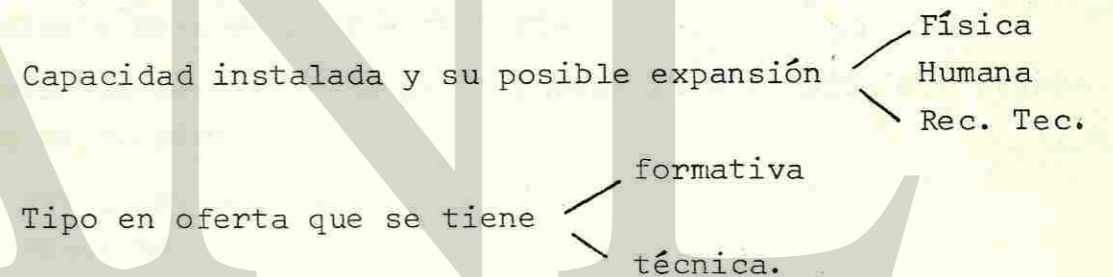 Física
Capacidad instalada y su posible expansión
Humana
Rec. Tec.
formativa
Tipo en oferta que se tiene
técnica.